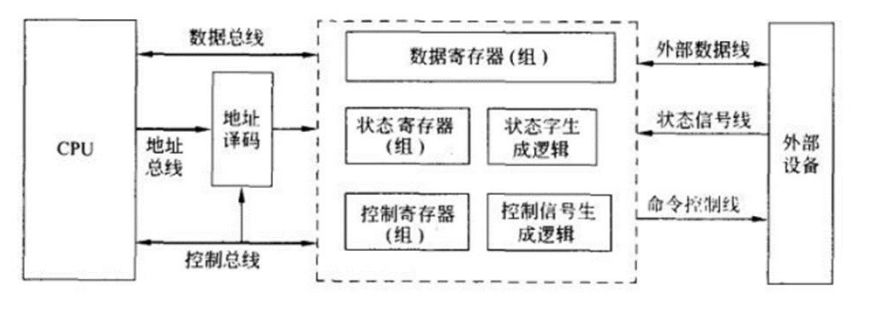 数据总线
数据寄存器(组)
外部数据线
CPU
地址
译码
地址
总线
状态寄存器
(组)
状态字生
成逻辑
状态信号线
外部
设备
控制寄存器
(组)
控制信号生
成逻辑
命令控制线
控制总线